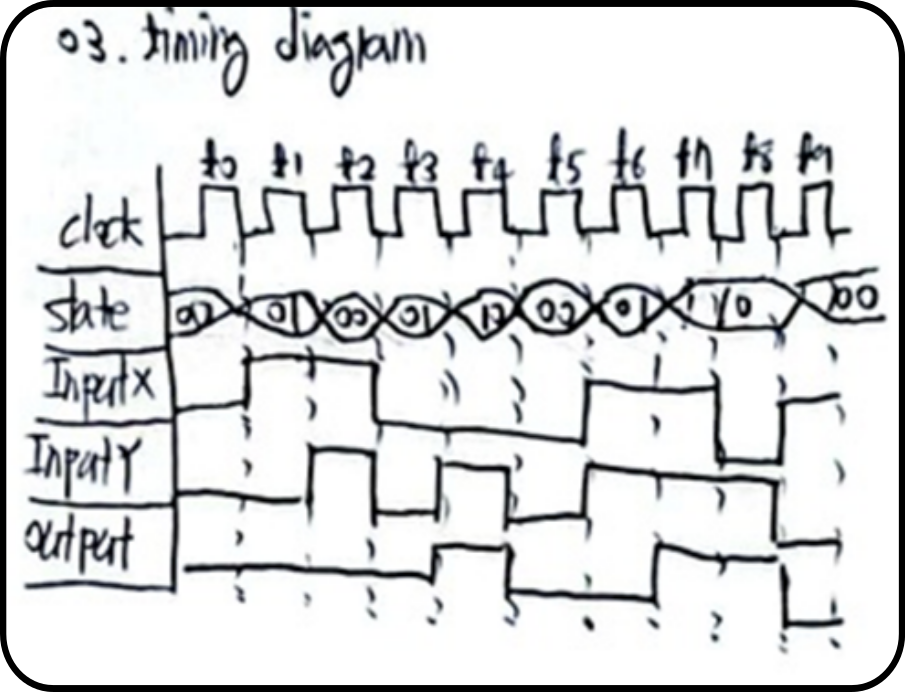 03. timing diagram
t0 t1 t2 t3 t4 t5 t6 t7 t8 t9
clock
state 00 01 00 01 10 00 01 10 00
Input X
Input Y
output